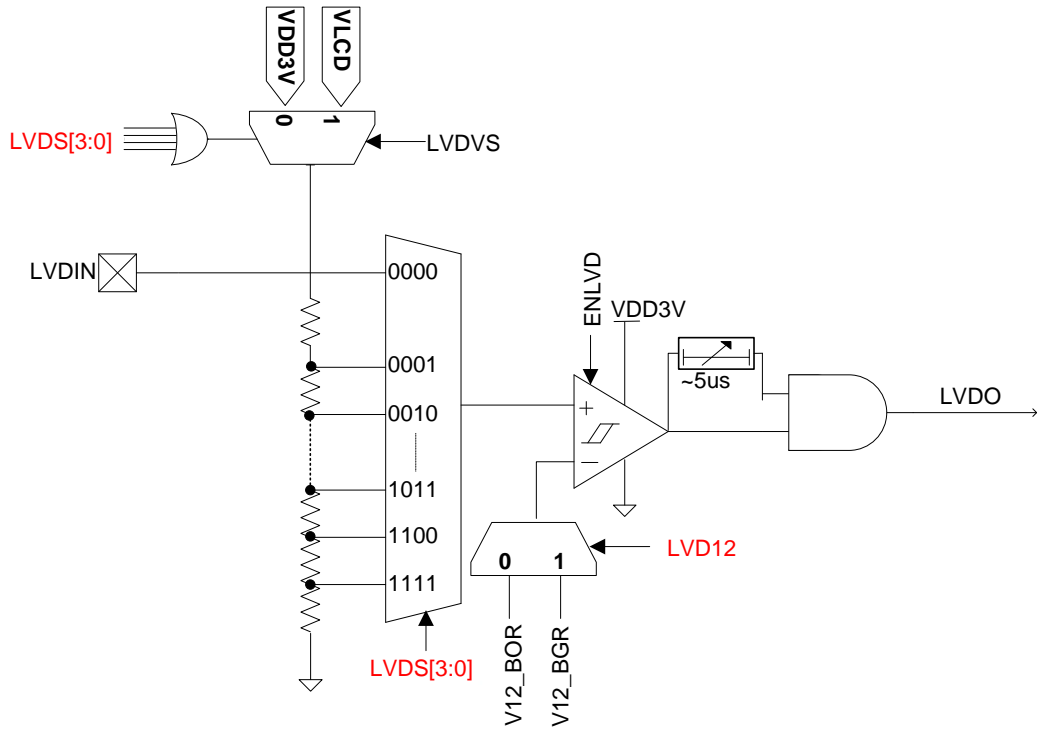 VDD3V
VLCD
0
1
LVDS[3:0]
LVDVS
LVDIN
0000
0001
0010
1011
1100
1111
LVDS[3:0]
ENLVD
VDD3V
+
−
~5us
LVDO
0
1
LVD12
V12_BOR
V12_BGR